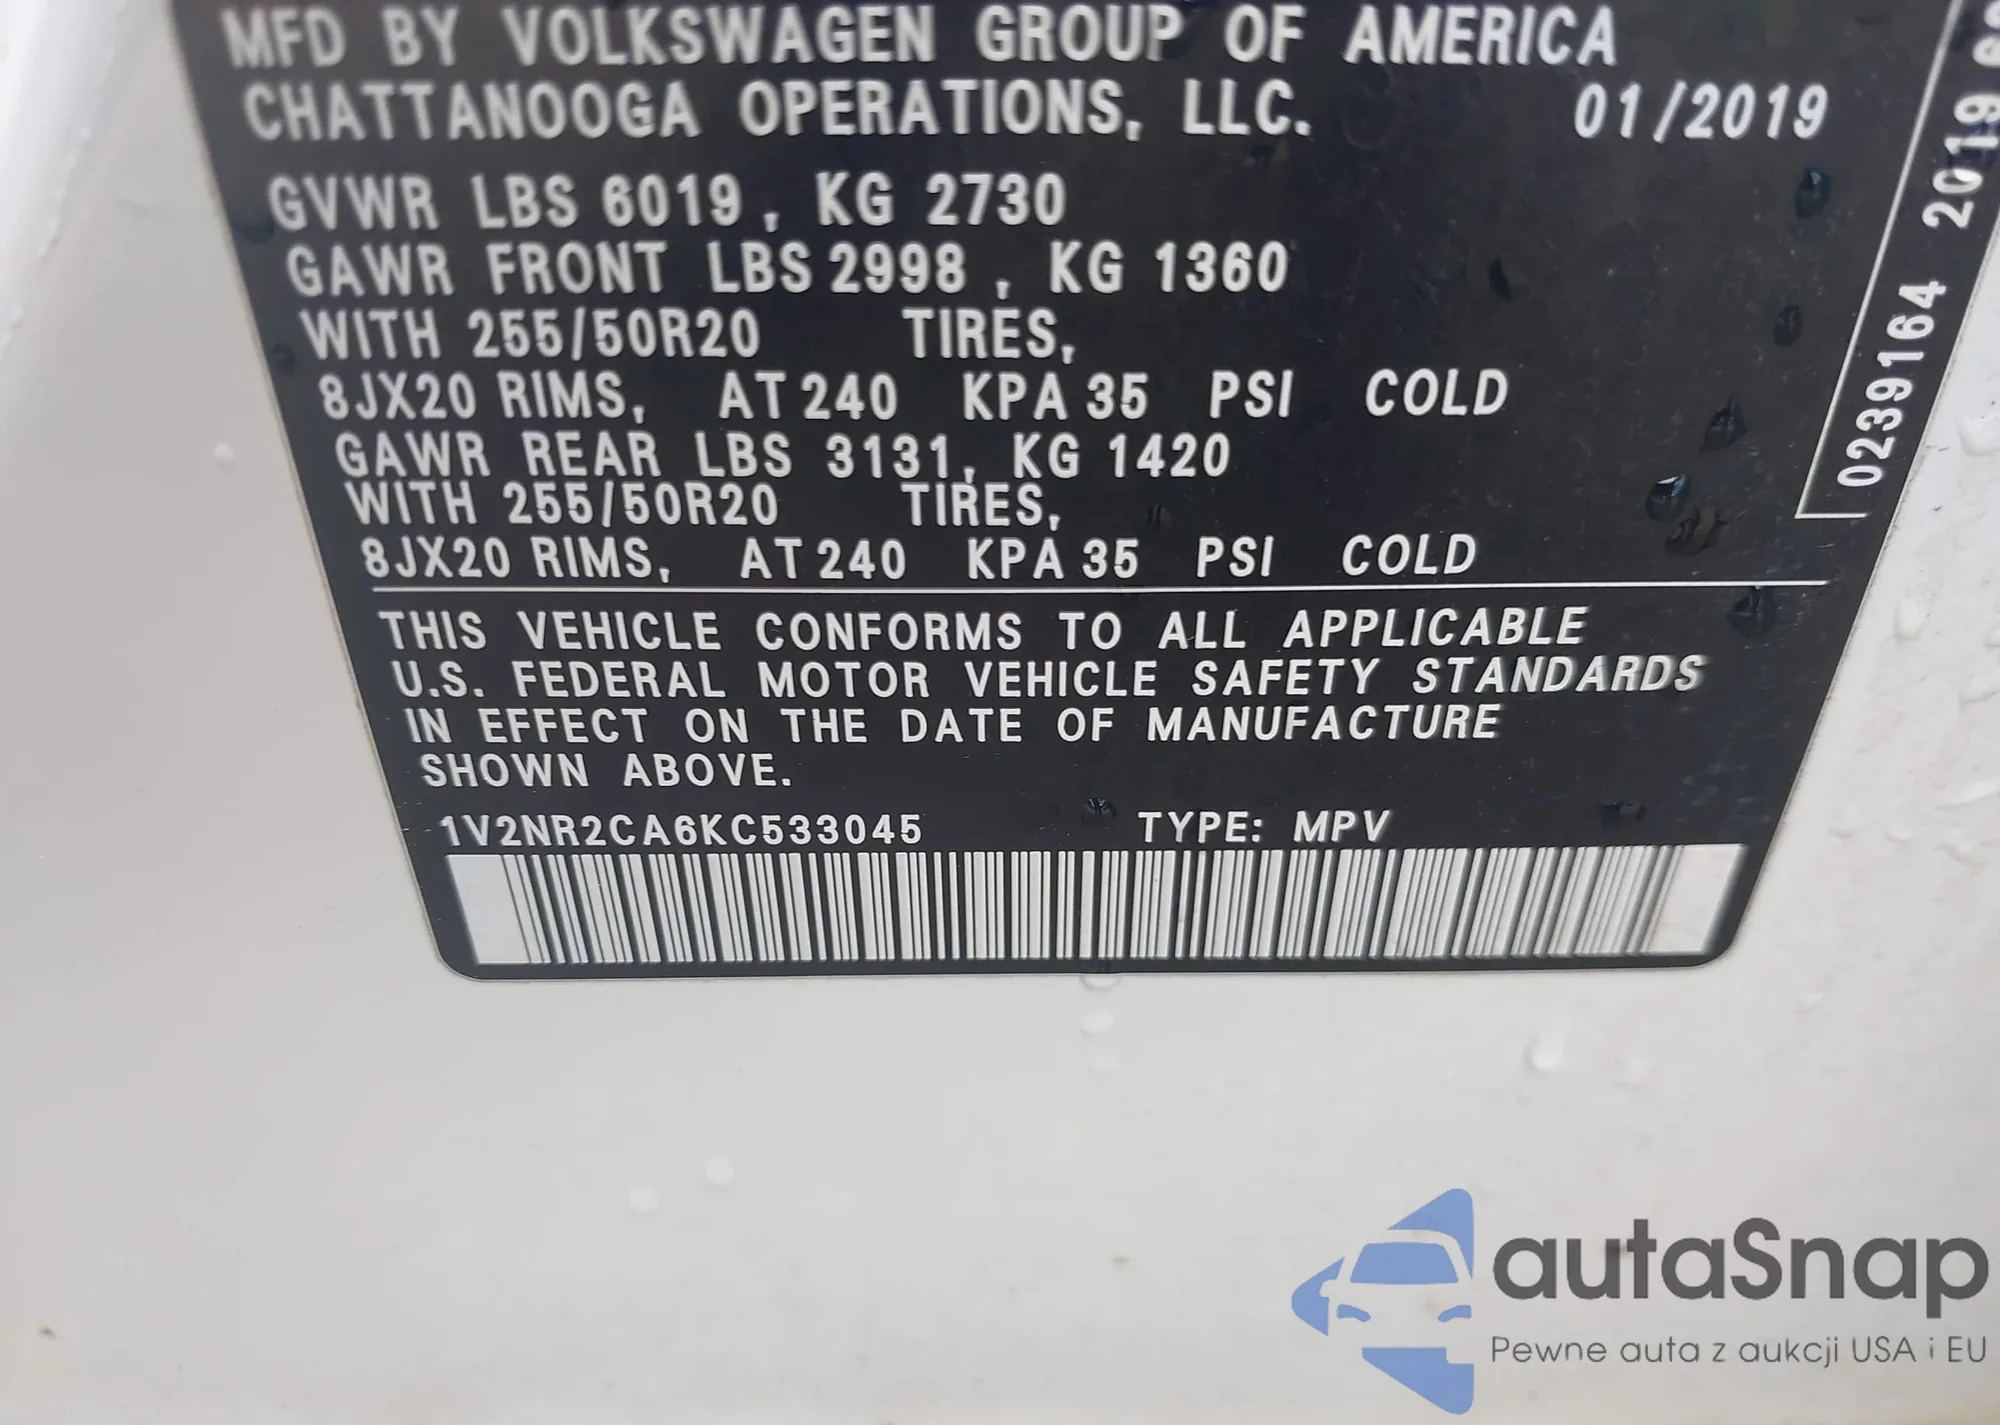 MFD BY VOLKSWAGEN GROUP OF AMERICA
CHATTANOOGA OPERATIONS, LLC. 01/2019
GVWR LBS 6019, KG 2730
GAWR FRONT LBS 2998, KG 1360
WITH 255/50R20 TIRES,
8JX20 RIMS, AT 240 KPA 35 PSI COLD
GAWR REAR LBS 3131, KG 1420
WITH 255/50R20 TIRES,
8JX20 RIMS, AT 240 KPA 35 PSI COLD
THIS VEHICLE CONFORMS TO ALL APPLICABLE
U.S. FEDERAL MOTOR VEHICLE SAFETY STANDARDS
IN EFFECT ON THE DATE OF MANUFACTURE
SHOWN ABOVE.
1V2NR2CA6KC533045 TYPE: MPV
0239164 2019
autaSnap
Pewne auta z aukcji USA i EU